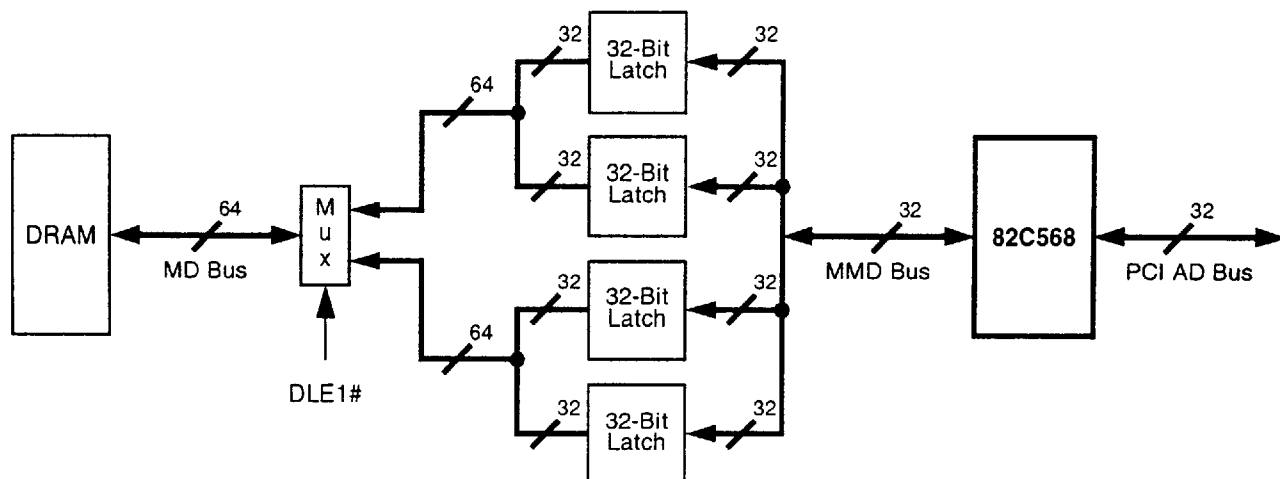 32
32-Bit
Latch
32
64
32
32-Bit
Latch
32
DRAM
64
MD Bus
M
u
x
32
MMD Bus
82C568
32
PCI AD Bus
32
32-Bit
Latch
32
64
DLE1#
32
32-Bit
Latch
32